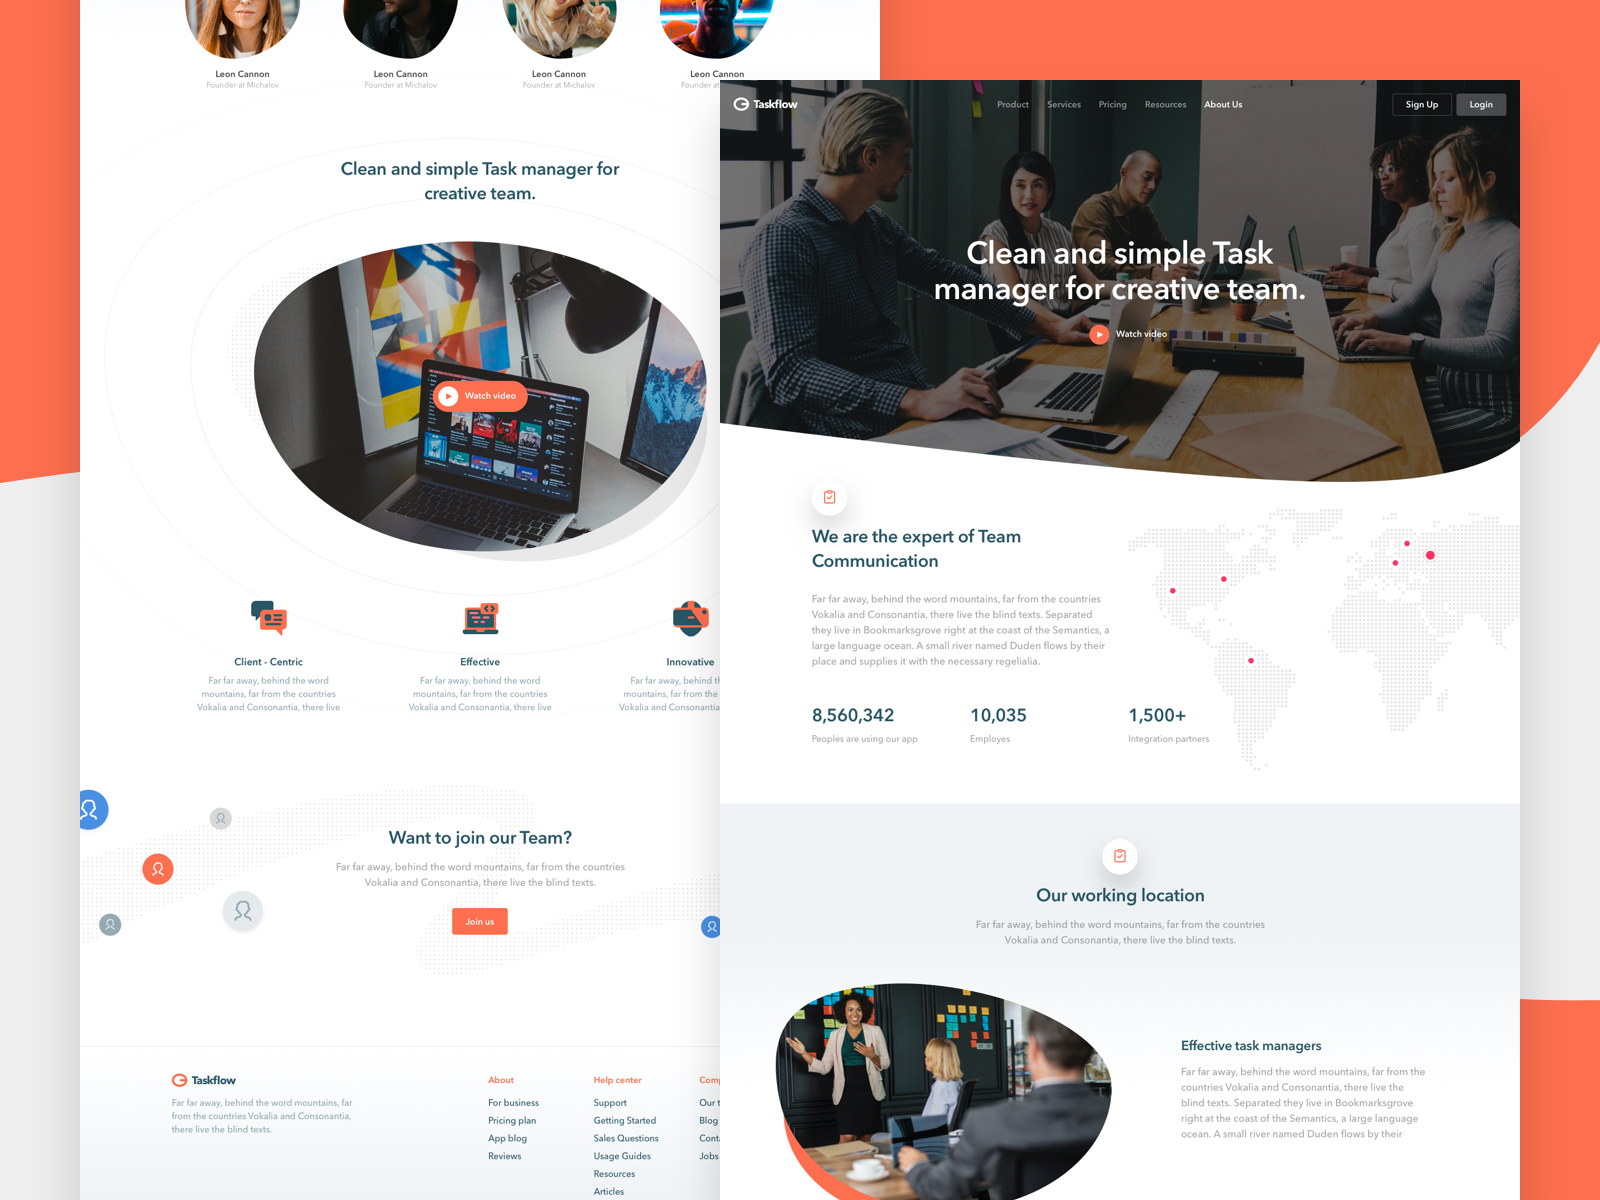 Leon Cannon
Founder at Michalov
Leon Cannon
Founder at Michalov
Leon Cannon
Founder at Michalov
Leon Cannon
Founder at
Clean and simple Task manager for
creative team.
Watch video
Client - Centric
Far far away, behind the word
mountains, far from the countries
Vokalia and Consonantia, there live
Effective
Far far away, behind the word
mountains, far from the countries
Vokalia and Consonantia, there live
Innovative
Far far away, behind th
mountains, far from the
Vokalia and Consonantia
Want to join our Team?
Far far away, behind the word mountains, far from the countries
Vokalia and Consonantia, there live the blind texts.
Join us
Taskflow
Far far away, behind the word mountains, far
from the countries Vokalia and Consonantia,
there live the blind texts.
About
For business
Pricing plan
App blog
Reviews
Help center
Support
Getting Started
Sales Questions
Usage Guides
Resources
Articles
Comp
Our t
Blog
Conta
Jobs
Taskflow
Product
Services
Pricing
Resources
About Us
Sign Up
Login
Clean and simple Task
manager for creative team.
Watch video
We are the expert of Team
Communication
Far far away, behind the word mountains, far from the countries
Vokalia and Consonantia, there live the blind texts. Separated
they live in Bookmarksgrove right at the coast of the Semantics, a
large language ocean. A small river named Duden flows by their
place and supplies it with the necessary regelialia.
8,560,342
Peoples are using our app
10,035
Employes
1,500+
Integration partners
Our working location
Far far away, behind the word mountains, far from the countries
Vokalia and Consonantia, there live the blind texts.
Effective task managers
Far far away, behind the word mountains, far from the
countries Vokalia and Consonantia, there live the
blind texts. Separated they live in Bookmarksgrove
right at the coast of the Semantics, a large language
ocean. A small river named Duden flows by their